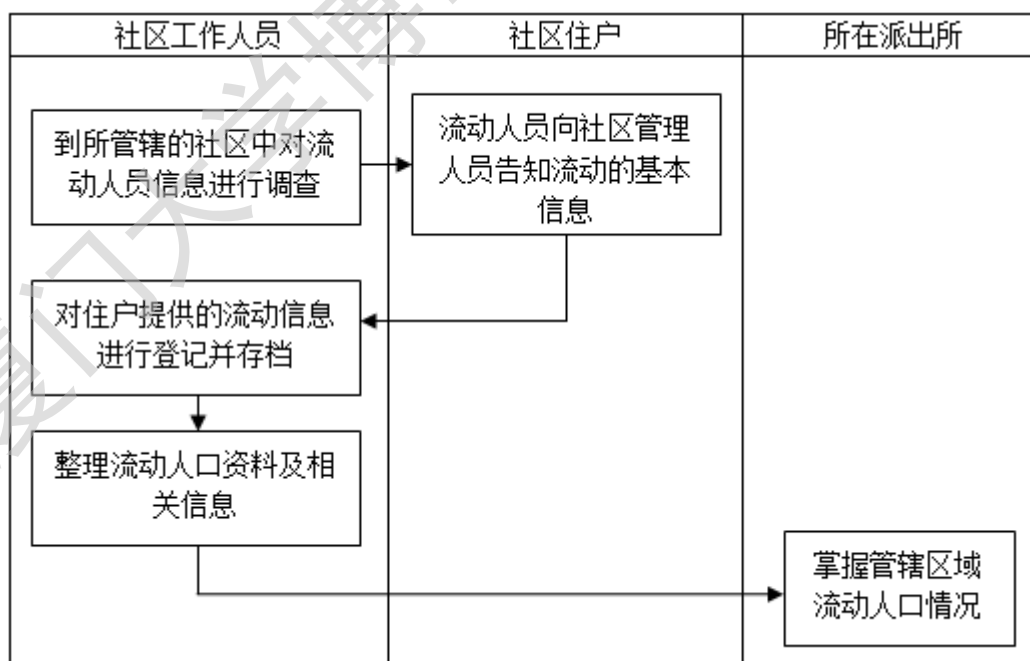 社区工作人员
社区住户
所在派出所
到所管辖的社区中对流
动人员信息进行调查
流动人员向社区管理
人员告知流动的基本
信息
对住户提供的流动信息
进行登记并存档
整理流动人口资料及相
关信息
掌握管辖区域
流动人口情况
厦门大学博